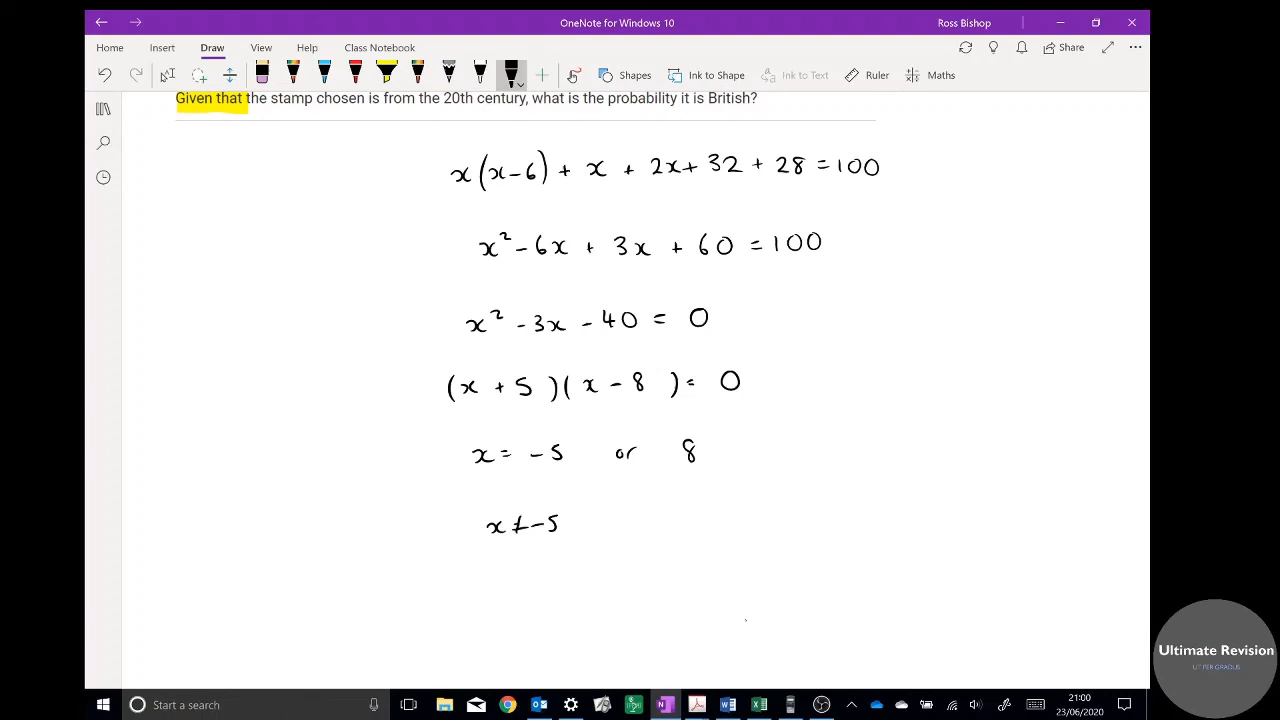 OneNote for Windows 10
Ross Bishop
Home Insert Draw View Help Class Notebook
Share
Shapes Ink to Shape Ink to Text Ruler Maths
Given that the stamp chosen is from the 20th century, what is the probability it is British?
x(x-6) + x + 2x + 32 + 28 = 100
x² - 6x + 3x + 60 = 100
x² - 3x - 40 = 0
(x + 5)(x - 8) = 0
x = -5 or 8
x ≠ -5
Ultimate Revision
UT PER GRADUS
Start a search
21:00
23/06/2020